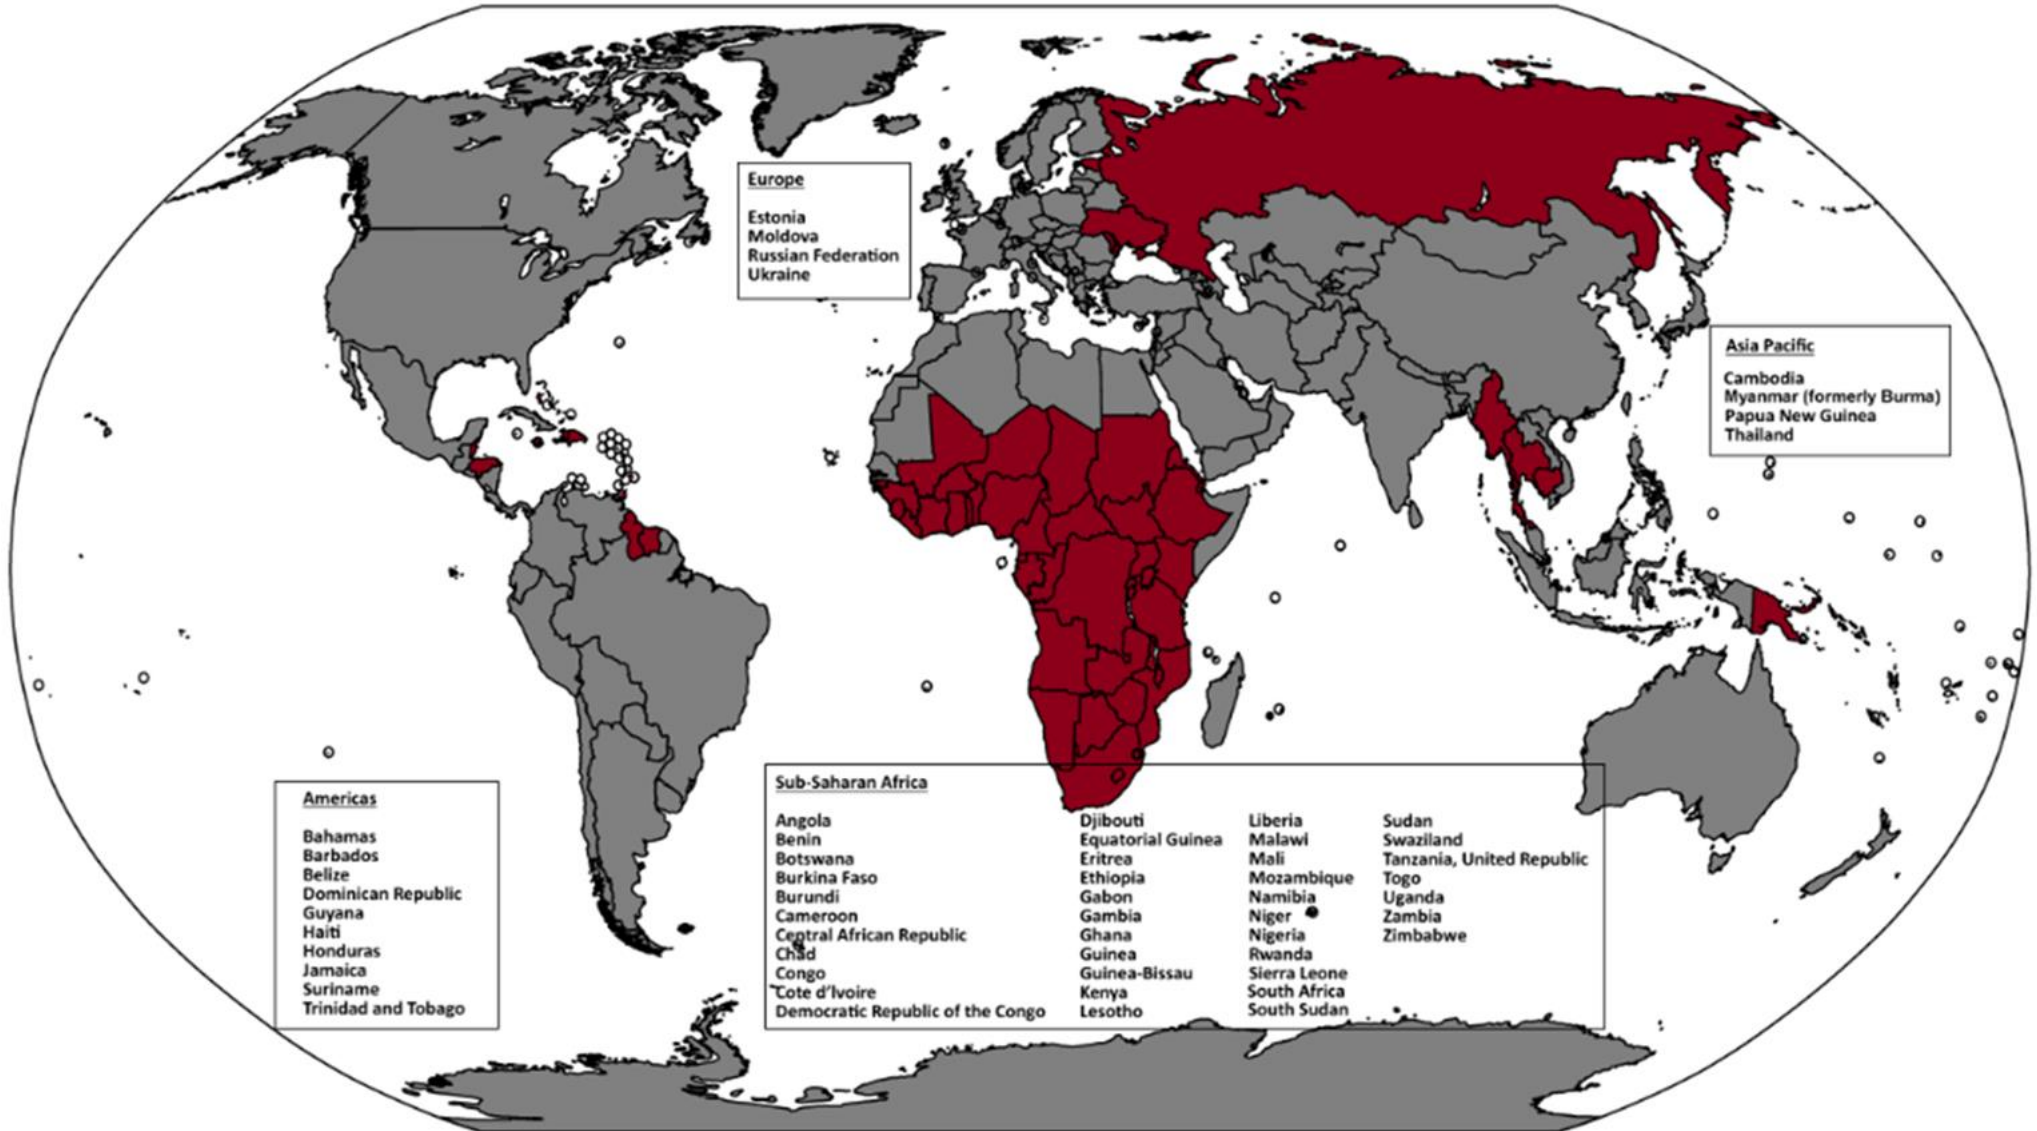 Europe
Estonia
Moldova
Russian Federation
Ukraine
Asia Pacific
Cambodia
Myanmar (formerly Burma)
Papua New Guinea
Thailand
Americas
Bahamas
Barbados
Belize
Dominican Republic
Guyana
Haiti
Honduras
Jamaica
Suriname
Trinidad and Tobago
Sub-Saharan Africa
Angola
Benin
Botswana
Burkina Faso
Burundi
Cameroon
Central African Republic
Chad
Congo
Cote d'Ivoire
Democratic Republic of the Congo
Djibouti
Equatorial Guinea
Eritrea
Ethiopia
Gabon
Gambia
Ghana
Guinea
Guinea-Bissau
Kenya
Lesotho
Liberia
Malawi
Mali
Mozambique
Namibia
Niger
Nigeria
Rwanda
Sierra Leone
South Africa
South Sudan
Sudan
Swaziland
Tanzania, United Republic
Togo
Uganda
Zambia
Zimbabwe